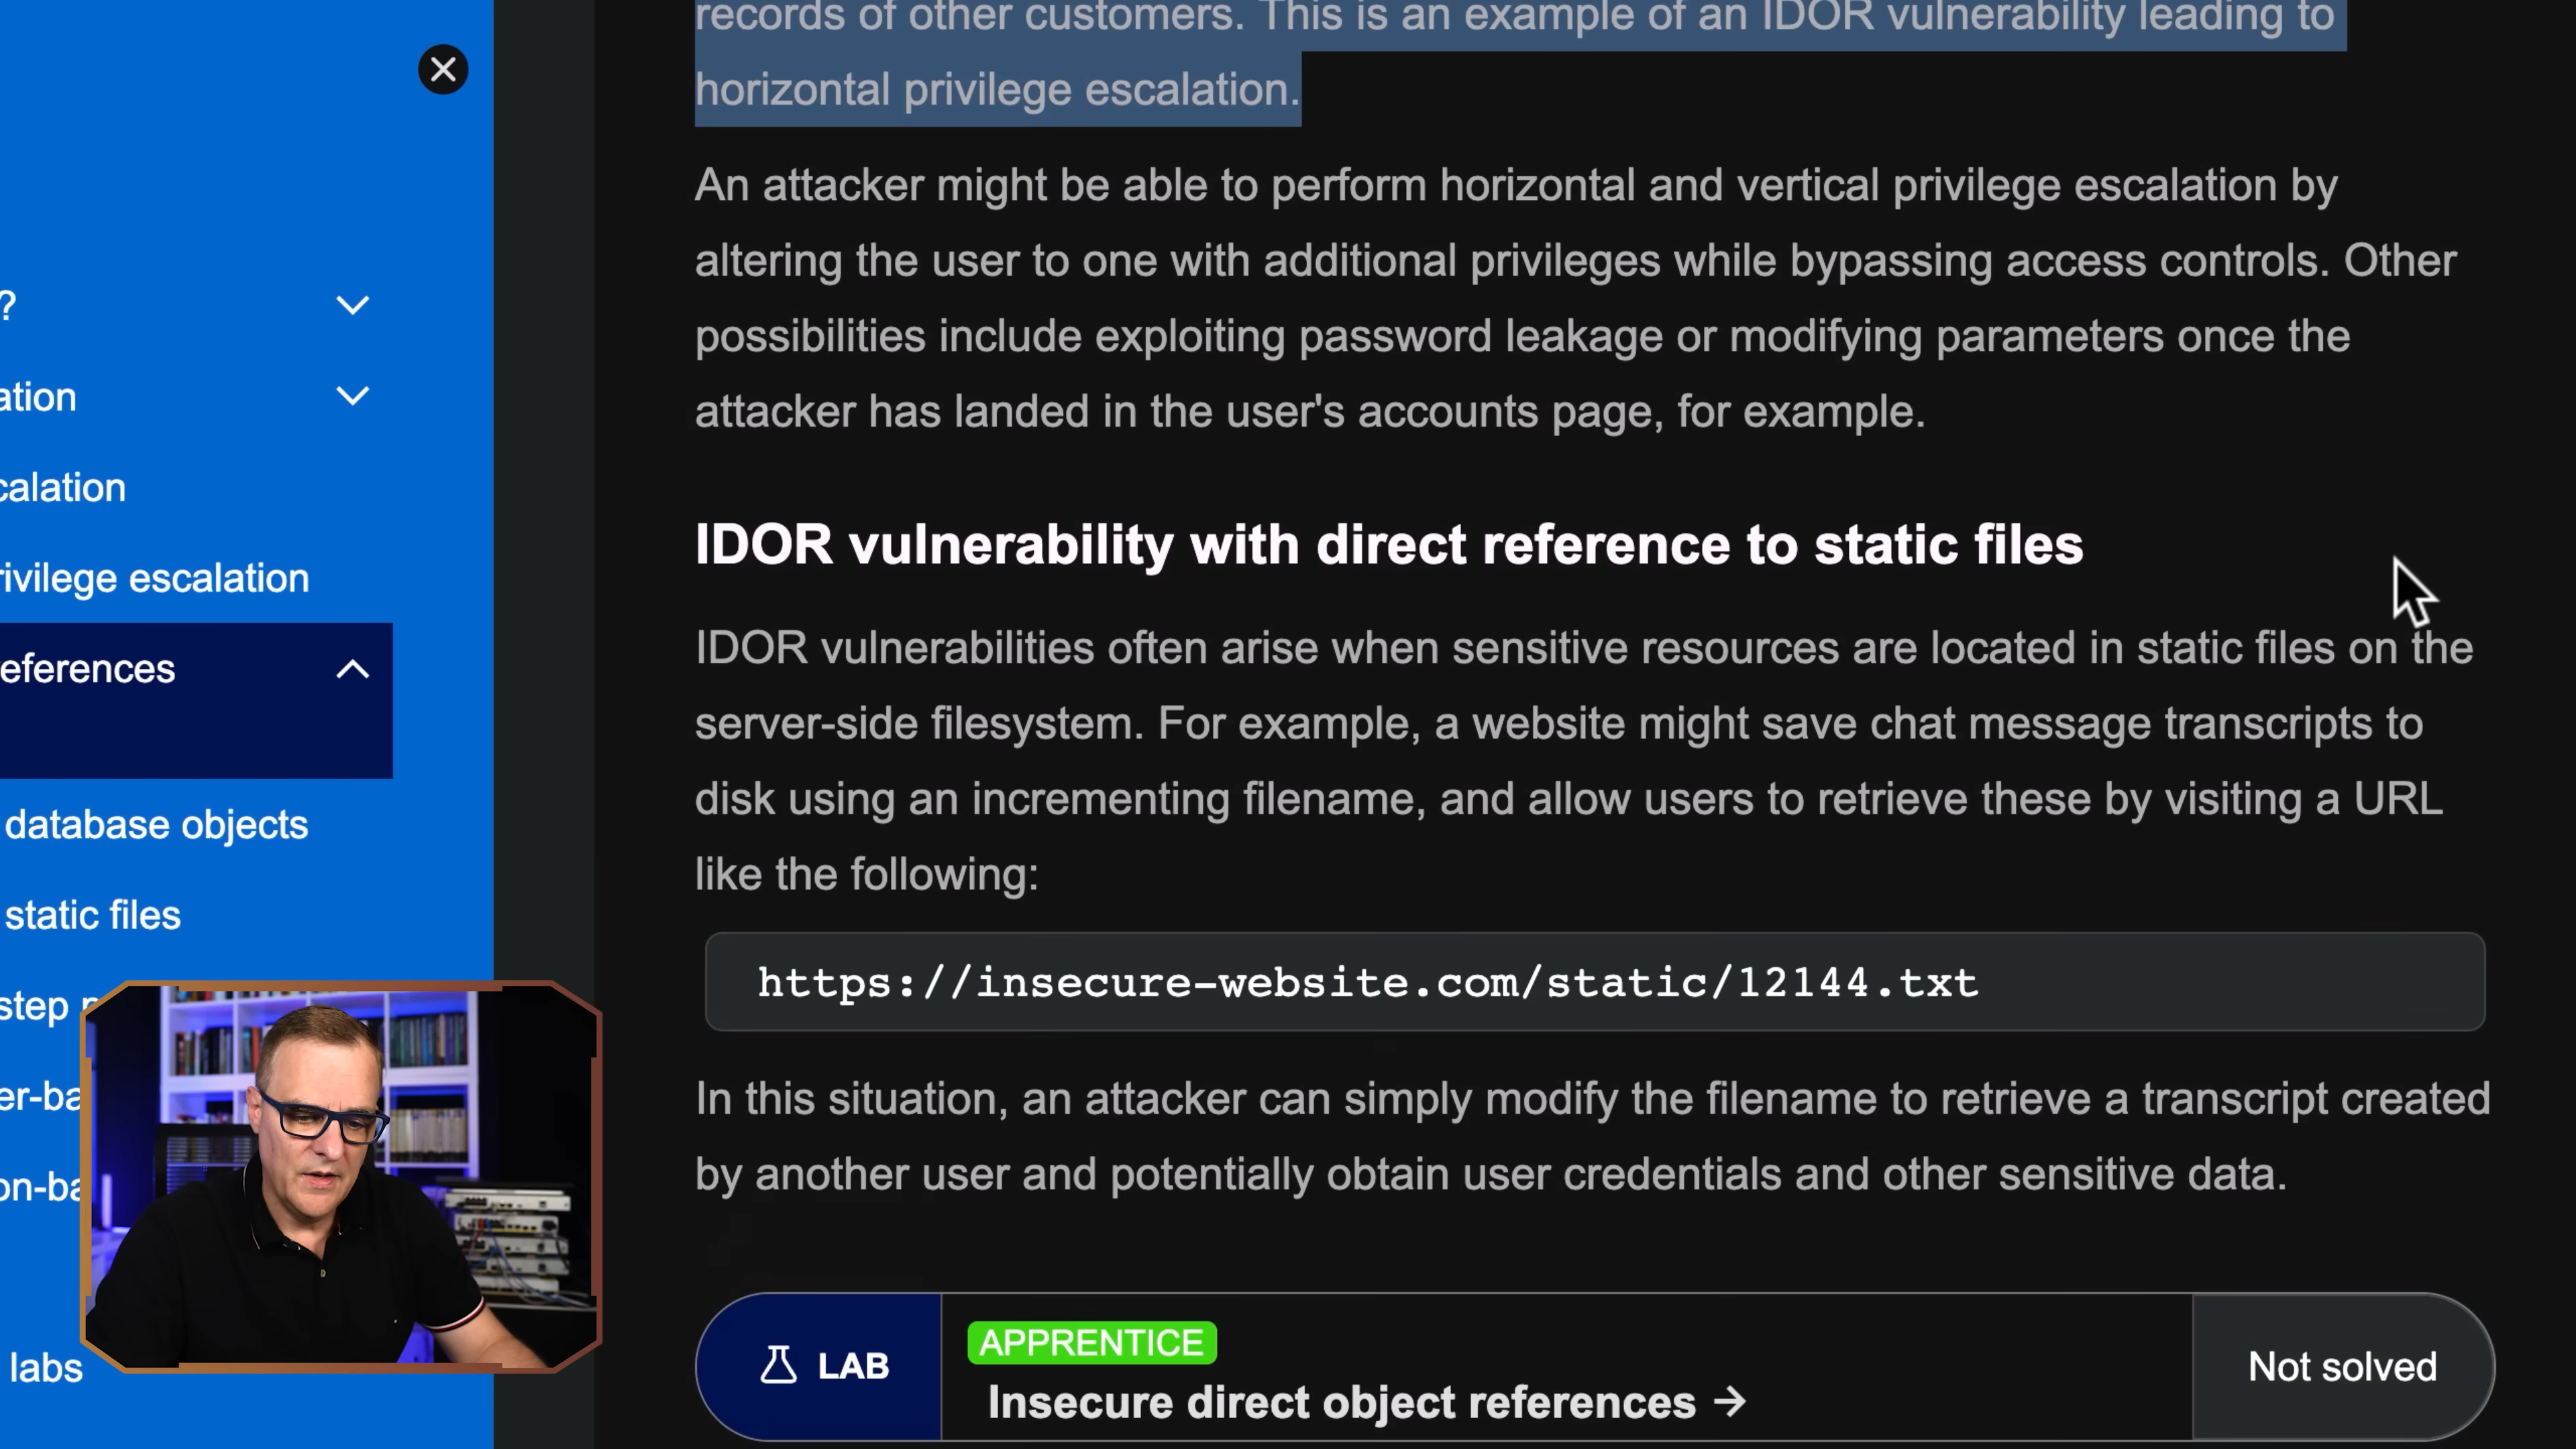 records of other customers. This is an example of an IDOR vulnerability leading to
horizontal privilege escalation.
An attacker might be able to perform horizontal and vertical privilege escalation by
altering the user to one with additional privileges while bypassing access controls. Other
possibilities include exploiting password leakage or modifying parameters once the
attacker has landed in the user's accounts page, for example.
IDOR vulnerability with direct reference to static files
IDOR vulnerabilities often arise when sensitive resources are located in static files on the
server-side filesystem. For example, a website might save chat message transcripts to
disk using an incrementing filename, and allow users to retrieve these by visiting a URL
like the following:
https://insecure-website.com/static/12144.txt
In this situation, an attacker can simply modify the filename to retrieve a transcript created
by another user and potentially obtain user credentials and other sensitive data.
LAB
APPRENTICE
Insecure direct object references →
Not solved
?
ation
calation
rivilege escalation
eferences
database objects
static files
step
er-ba
on-ba
labs